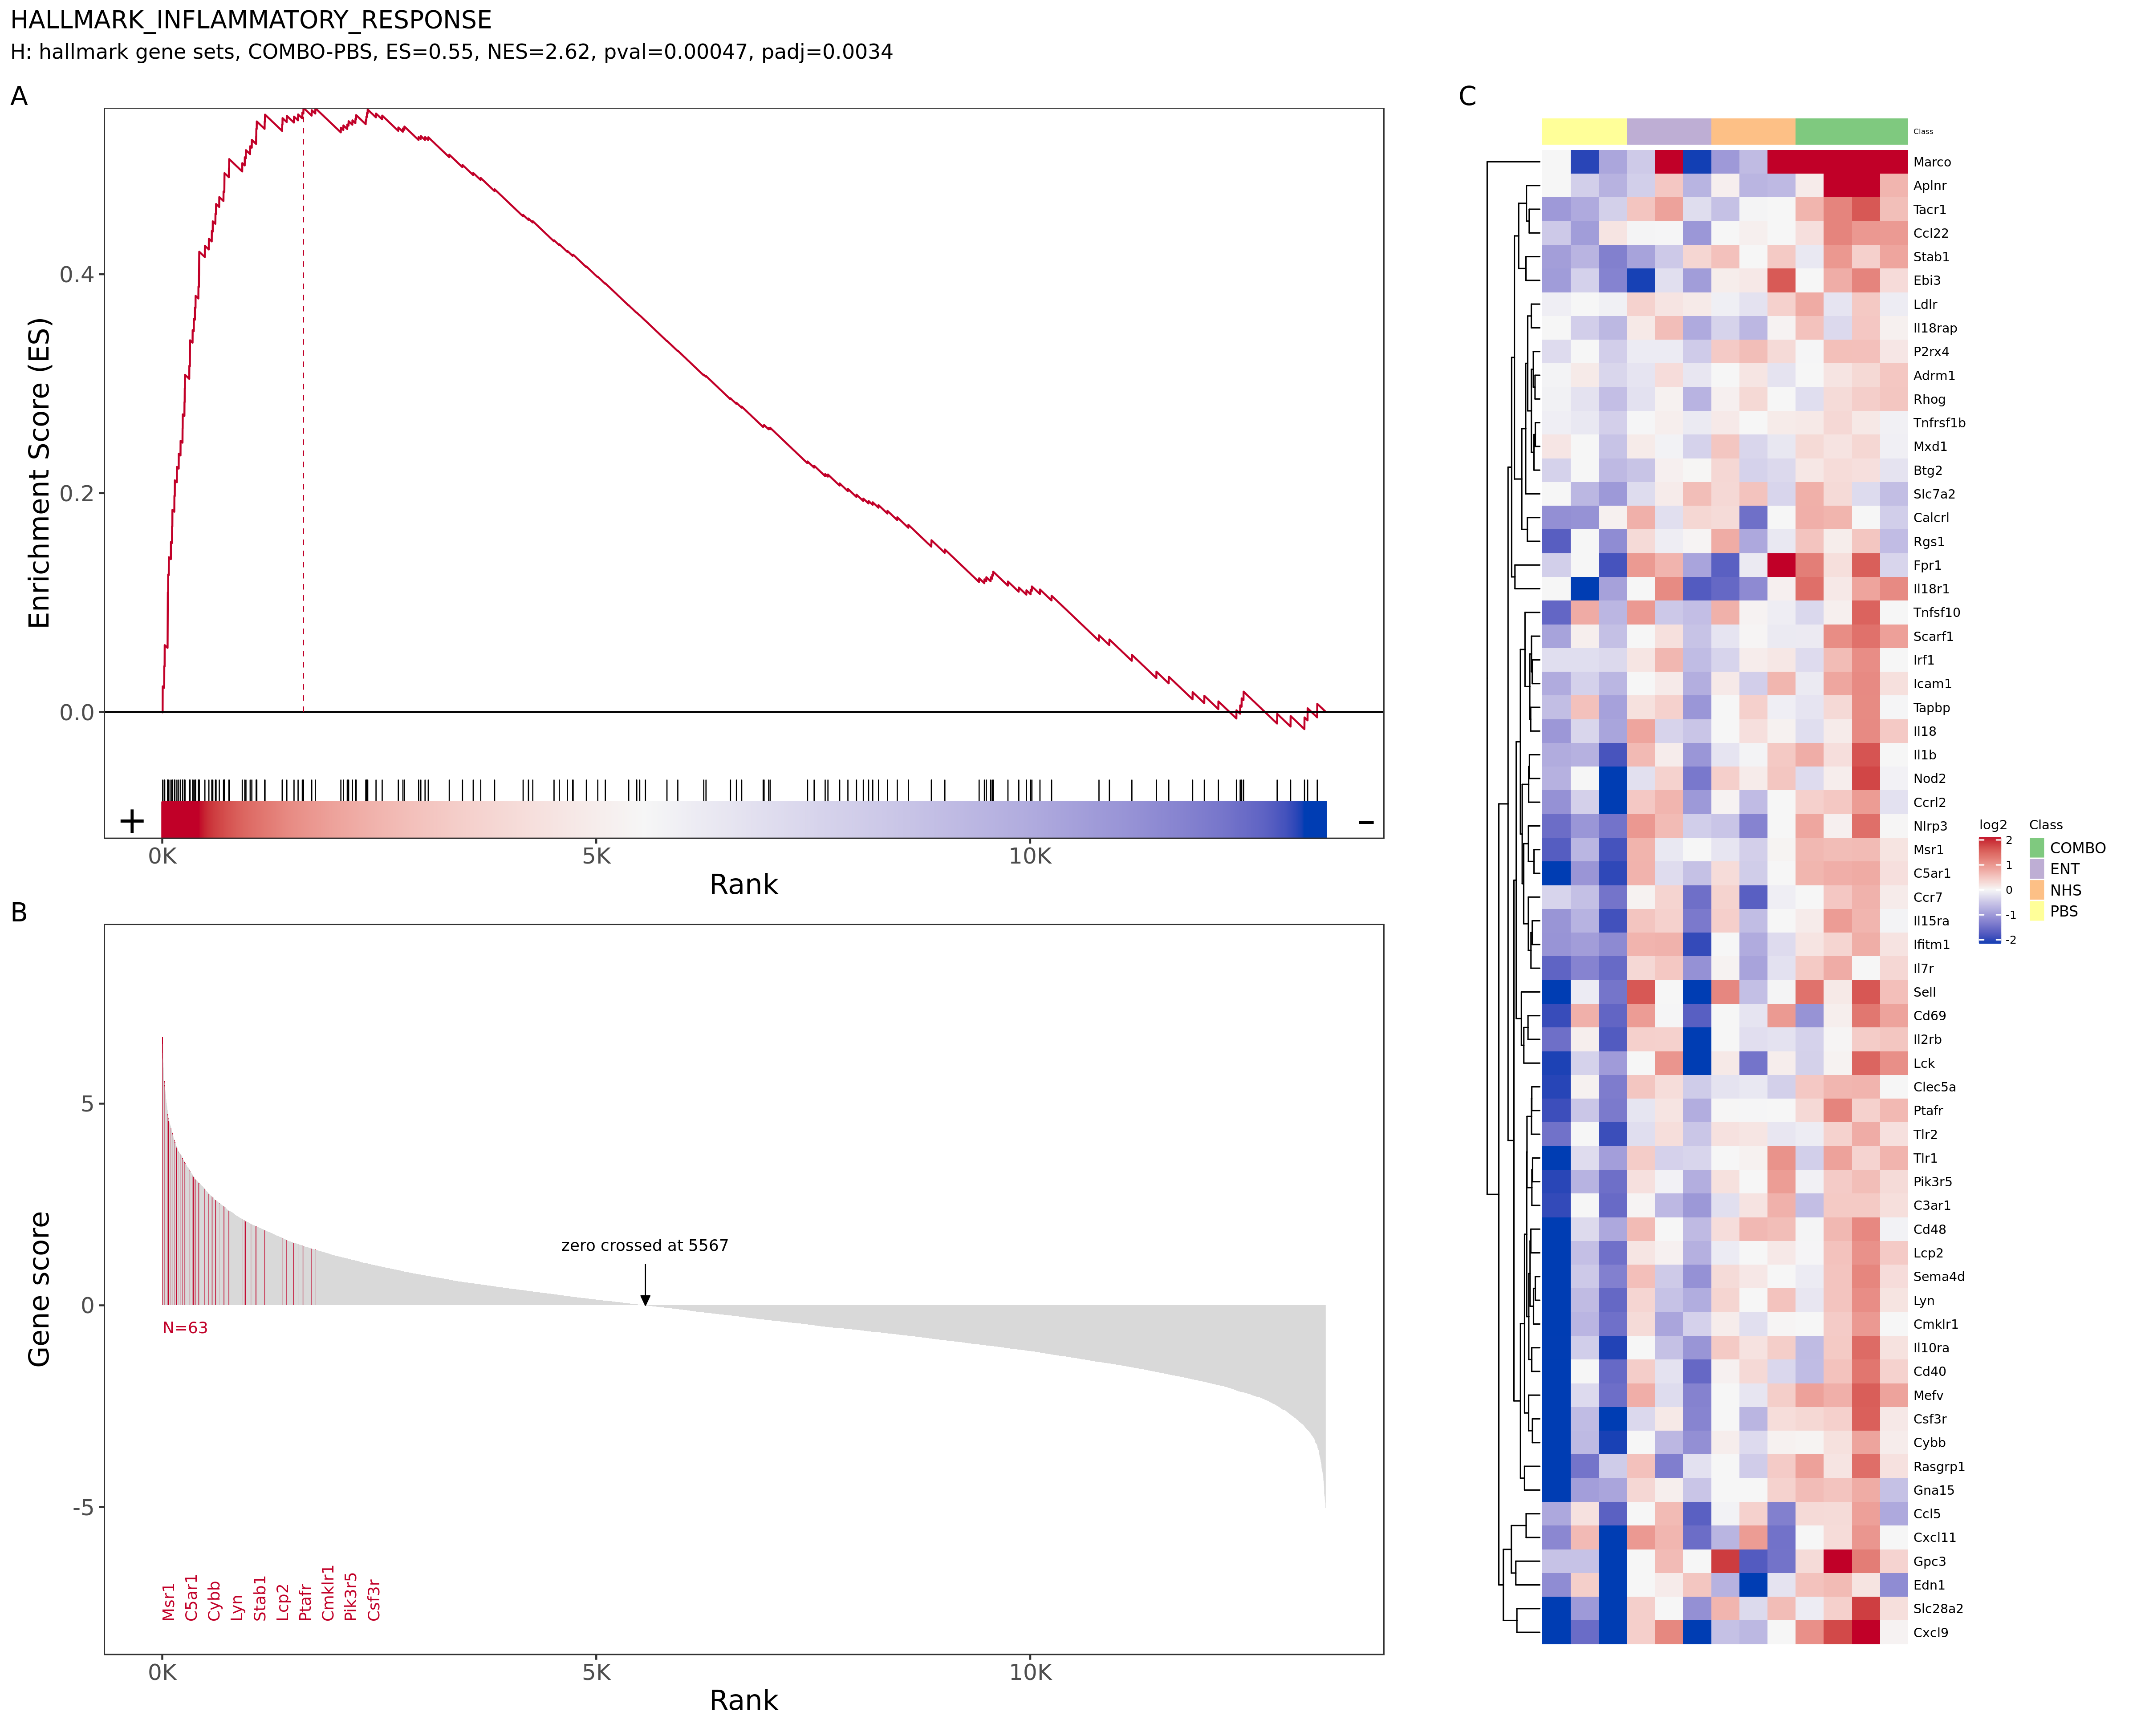 HALLMARK_INFLAMMATORY_RESPONSE
H: hallmark gene sets, COMBO-PBS, ES=0.55, NES=2.62, pval=0.00047, padj=0.0034
A
Enrichment Score (ES)
0.4
0.2
0.0
+
–
0K
5K
10K
Rank
B
Gene score
5
0
-5
zero crossed at 5567
N=63
Msr1
C5ar1
Cybb
Lyn
Stab1
Lcp2
Ptafr
Cmklr1
Pik3r5
Csf3r
0K
5K
10K
Rank
C
Class
Marco
Aplnr
Tacr1
Ccl22
Stab1
Ebi3
Ldlr
Il18rap
P2rx4
Adrm1
Rhog
Tnfrsf1b
Mxd1
Btg2
Slc7a2
Calcrl
Rgs1
Fpr1
Il18r1
Tnfsf10
Scarf1
Irf1
Icam1
Tapbp
Il18
Il1b
Nod2
Ccrl2
Nlrp3
Msr1
C5ar1
Ccr7
Il15ra
Ifitm1
Il7r
Sell
Cd69
Il2rb
Lck
Clec5a
Ptafr
Tlr2
Tlr1
Pik3r5
C3ar1
Cd48
Lcp2
Sema4d
Lyn
Cmklr1
Il10ra
Cd40
Mefv
Csf3r
Cybb
Rasgrp1
Gna15
Ccl5
Cxcl11
Gpc3
Edn1
Slc28a2
Cxcl9
log2
2
1
0
-1
-2
Class
COMBO
ENT
NHS
PBS